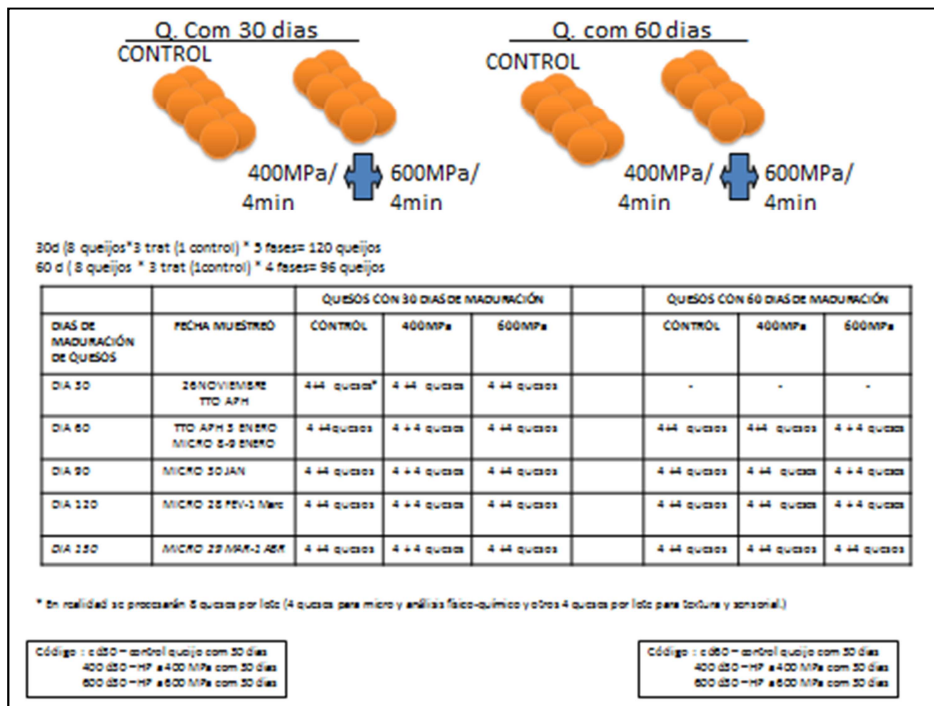 Q. Com 30 dias
CONTROL
400MPa/ 4min
600MPa/ 4min
Q. com 60 dias
CONTROL
400MPa/ 4min
600MPa/ 4min
30d (8 queijos*3 trat (1 control) * 5 fases= 120 queijos
60 d ( 8 queijos * 3 trat (1control) * 4 fases= 96 queijos
QUESOS CON 30 DIAS DE MADURACIÓN QUESOS CON 60 DIAS DE MADURACIÓN
DIAS DE MADURACIÓN DE QUESOS FECHA MUESTREO CONTROL 400MPa 600MPa CONTROL 400MPa 600MPa
DIA 30 26 NOVIEMBRE TTO APH 4+4 quesos* 4 +4 quesos 4 +4 quesos - - -
DIA 60 TTO APH 3 ENERO MICRO 8-9 ENERO 4 +4quesos 4 +4 quesos 4 +4 quesos 4+4 quesos 4+4 quesos 4 +4 quesos
DIA 90 MICRO 30 JAN 4 +4 quesos 4 +4 quesos 4 +4 quesos 4 +4 quesos 4 +4 quesos 4 +4 quesos
DIA 120 MICRO 28 FEV-1 Marc 4 +4 quesos 4 +4 quesos 4 +4 quesos 4 +4 quesos 4 +4 quesos 4 +4 quesos
DIA 150 MICRO 29 MAR-2 ABR 4 +4 quesos 4 +4 quesos 4 +4 quesos 4 +4 quesos 4 +4 quesos 4 +4 quesos
* En realidad se procesarán 8 quesos por lote (4 quesos para micro y análisis físico-químico y otros 4 quesos por lote para textura y sensorial.)
Código : cd30 – control queijo com 30 dias
400 d30 – HP a 400 MPa com 30 dias
600 d30 – HP a 600 MPa com 30 dias
Código : cd60 – control queijo com 30 dias
400 d30 – HP a 400 MPa com 30 dias
600 d30 – HP a 600 MPa com 30 dias